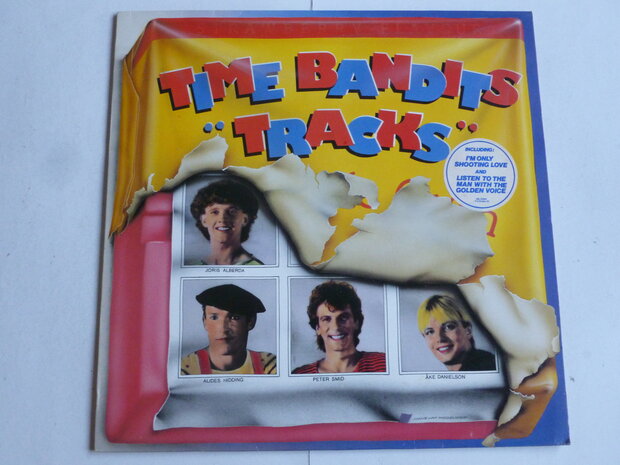 TIME BANDITS
"TRACKS"
INCLUDING:
I'M ONLY
SHOOTING LOVE
AND
LISTEN TO THE
MAN WITH THE
GOLDEN VOICE
JORIS ALBERDA
ALIDES HIDDING
PETER SMID
ÅKE DANIELSON